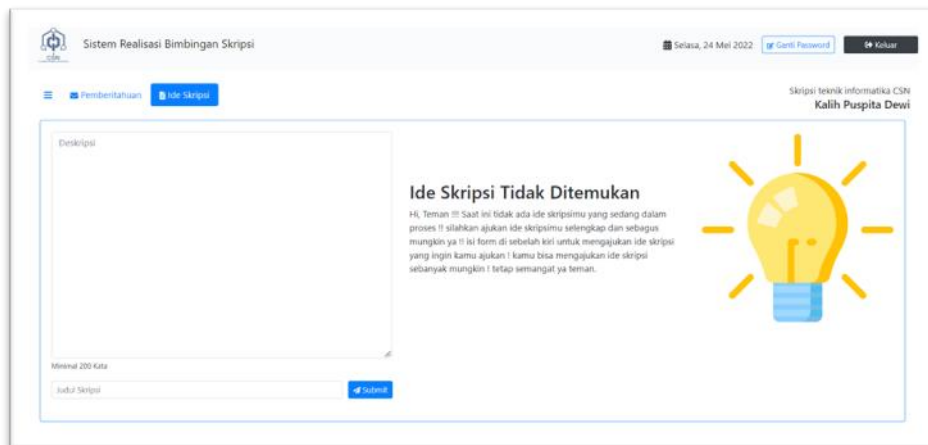 Sistem Realisasi Bimbingan Skripsi
Selasa, 24 Mei 2022
Ganti Password
Keluar
CSN
Pemberitahuan
Ide Skripsi
Skripsi teknik informatika CSN
Kalih Puspita Dewi
Deskripsi
Ide Skripsi Tidak Ditemukan
Hi, Teman !!! Saat ini tidak ada ide skripsimu yang sedang dalam
proses !! silahkan ajukan ide skripsimu selengkap dan sebagus
mungkin ya !! isi form di sebelah kiri untuk mengajukan ide skripsi
yang ingin kamu ajukan ! kamu bisa mengajukan ide skripsi
sebanyak mungkin ! tetap semangat ya teman.
Minimal 200 Kata
Judul Skripsi
Submit